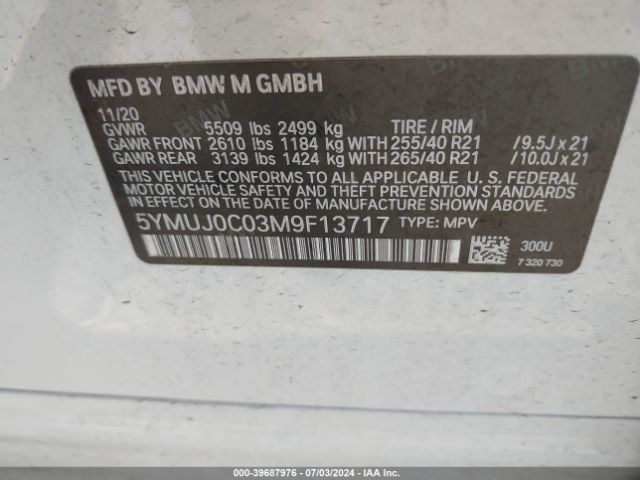 MFD BY BMW M GMBH
11/20
GVWR 5509 lbs 2499 kg TIRE / RIM
GAWR FRONT 2610 lbs 1184 kg WITH 255/40 R21 /9.5J x 21
GAWR REAR 3139 lbs 1424 kg WITH 265/40 R21 /10.0J x 21
THIS VEHICLE CONFORMS TO ALL APPLICABLE U. S. FEDERAL
MOTOR VEHICLE SAFETY, BUMPER, AND THEFT PREVENTION
STANDARDS IN EFFECT ON THE
DATE OF MANUFACTURE SHOWN ABOVE.
5YMUJ0C03M9F13717 TYPE: MPV
300U
7 320 730
000-39687976 / 07/03/2024 - IAA Inc.